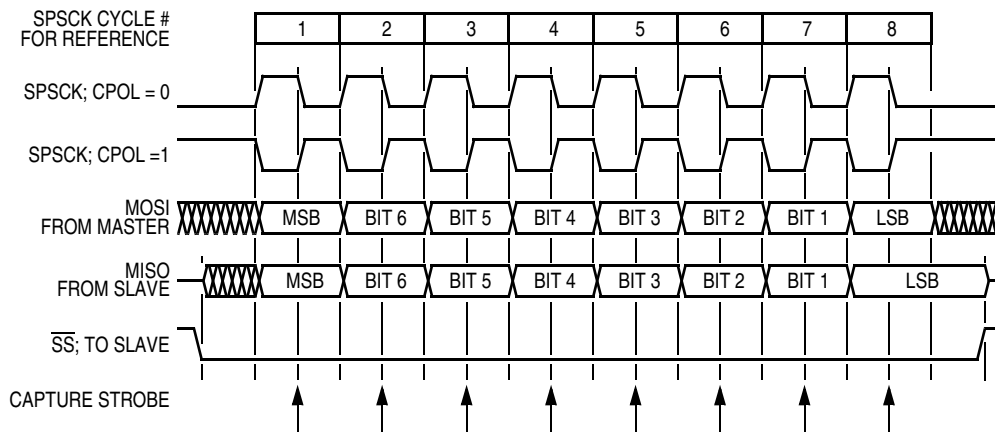 SPSCK CYCLE #
FOR REFERENCE
1 2 3 4 5 6 7 8
SPSCK; CPOL = 0
SPSCK; CPOL =1
MOSI
FROM MASTER
MSB BIT 6 BIT 5 BIT 4 BIT 3 BIT 2 BIT 1 LSB
MISO
FROM SLAVE
MSB BIT 6 BIT 5 BIT 4 BIT 3 BIT 2 BIT 1 LSB
SS; TO SLAVE
CAPTURE STROBE